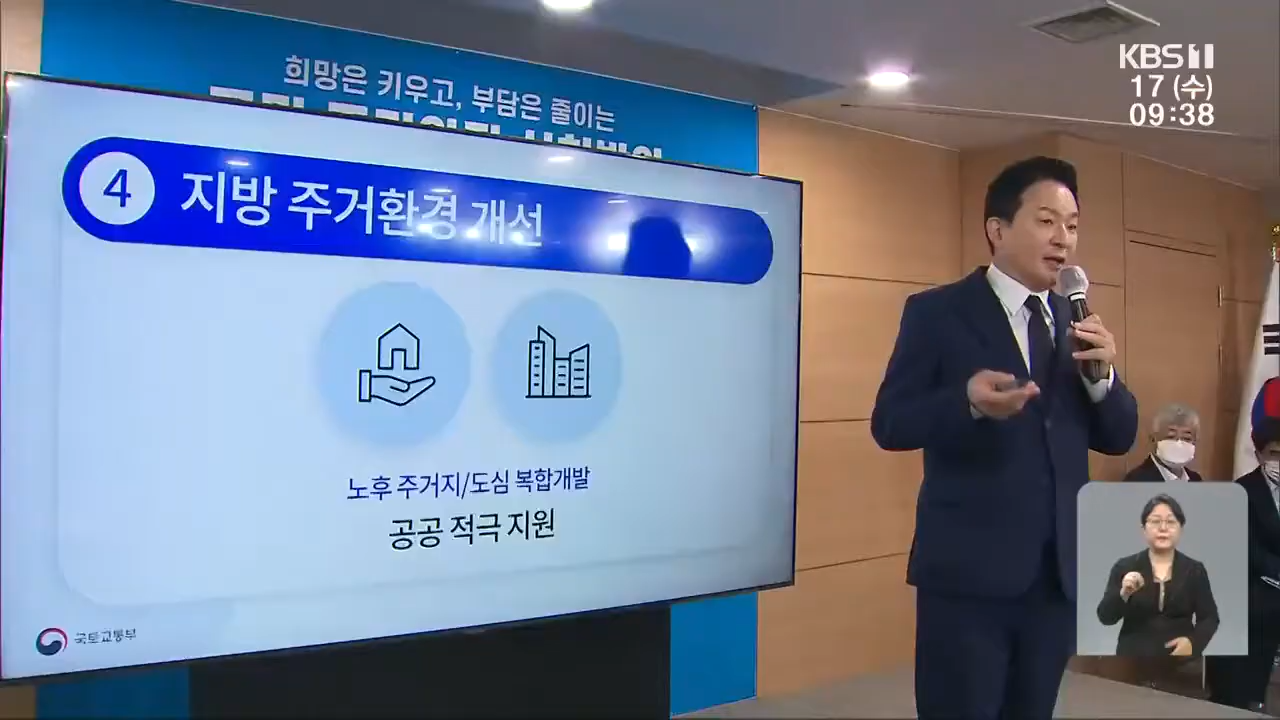 KBS1
17 (수)
09:38
희망은 키우고, 부담은 줄이는
4 지방 주거환경 개선
노후 주거지/도심 복합개발
공공 적극 지원
국토교통부